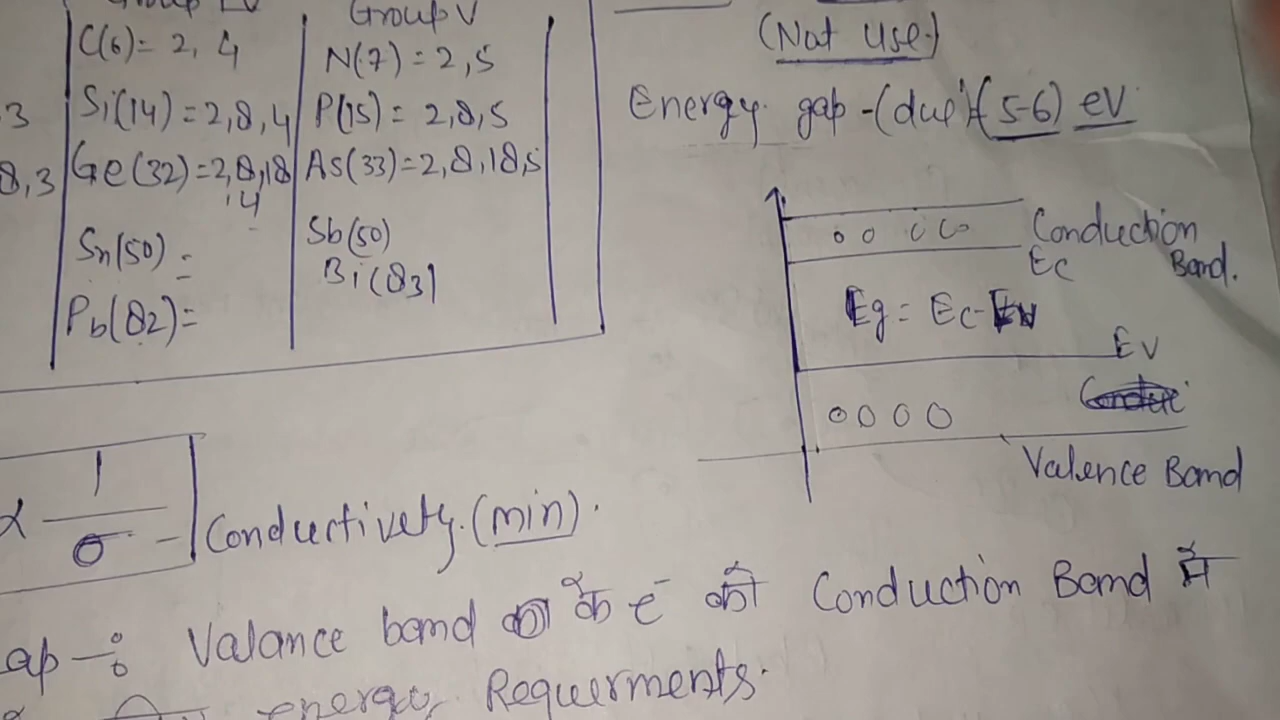 Group V
C(6)= 2, 4
N(7) = 2,5
3
Si(14) = 2,8,4
P(15) = 2,8,5
8,3
Ge(32)=2,8,18
,4
As(33)=2,8,18,5
Sn(50) =
Sb(50)
Pb(82)=
Bi(83)
(Not Use.)
Energy gap -(due)=(5-6) eV
Conduction
Band.
Ec
Eg = Ec-Ev
Ev
Valence Band
∝ 1/σ - Conductivety.(min).
ap -: Valance band के e⁻ को Conduction Band में
energy Requerments.